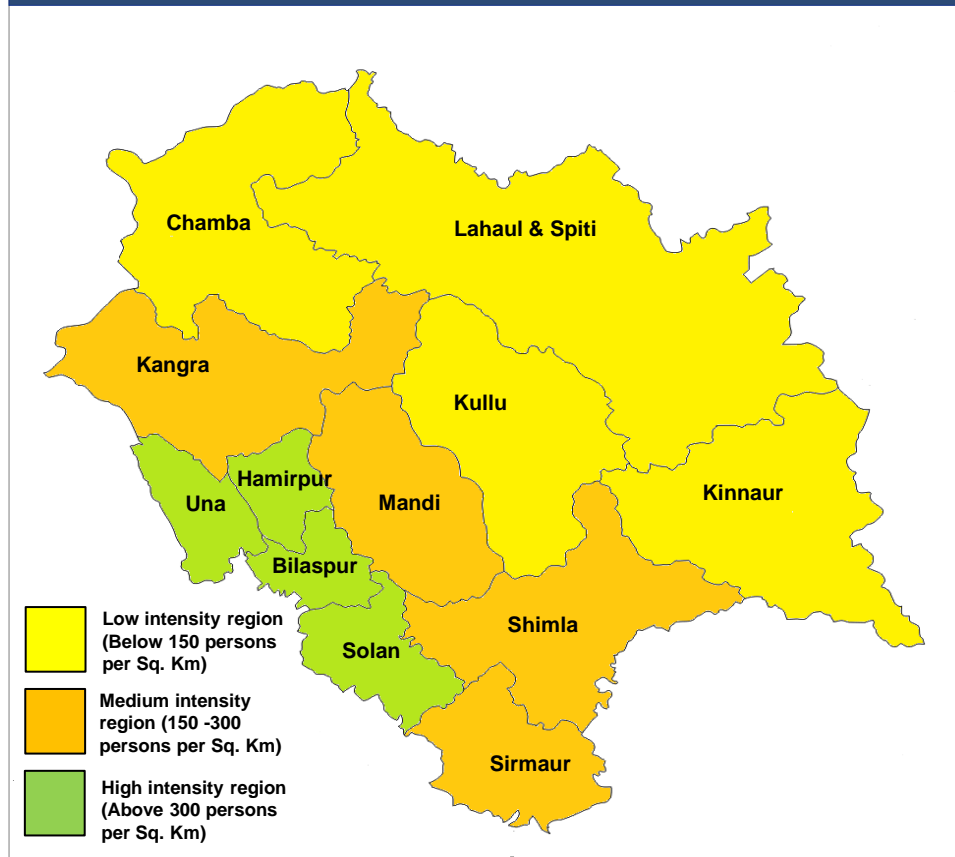 Chamba
Lahaul & Spiti
Kangra
Kullu
Hamirpur
Una
Mandi
Kinnaur
Bilaspur
Shimla
Solan
Sirmaur
Low intensity region
(Below 150 persons
per Sq. Km)
Medium intensity
region (150 -300
persons per Sq. Km)
High intensity region
(Above 300 persons
per Sq. Km)